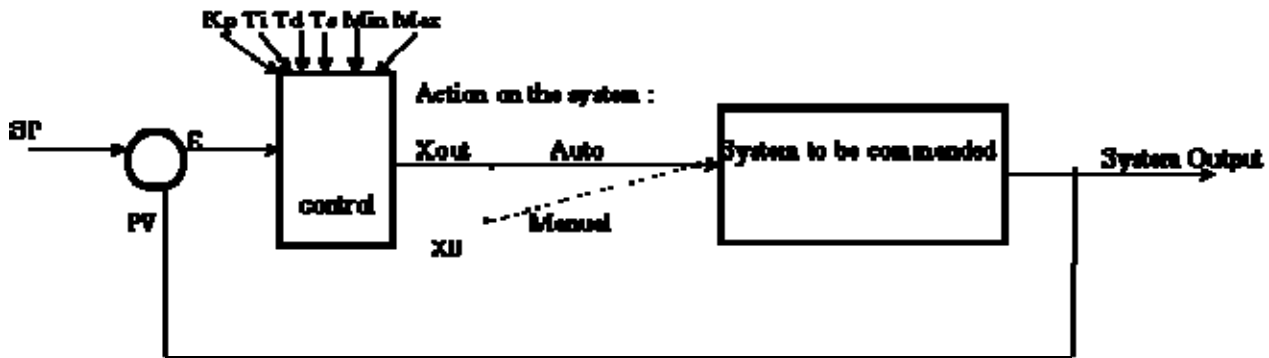 Kp Ti Td Ts Min Max
Action on the system :
SP
ε
Xout
Auto
System to be commanded
System Output
control
PV
Manual
X0